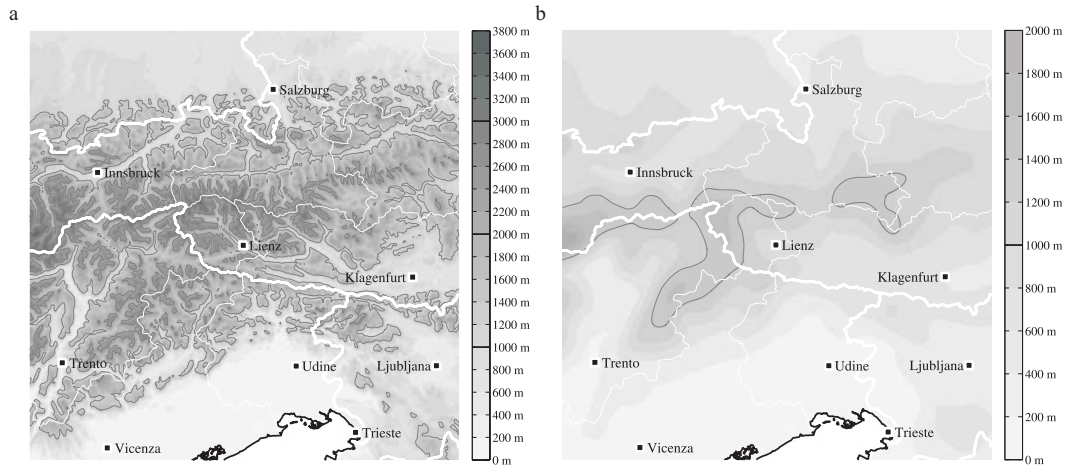 a
Salzburg
Innsbruck
Lienz
Klagenfurt
Trento
Udine
Ljubljana
Vicenza
Trieste
3800 m
3600 m
3400 m
3200 m
3000 m
2800 m
2600 m
2400 m
2200 m
2000 m
1800 m
1600 m
1400 m
1200 m
1000 m
800 m
600 m
400 m
200 m
0 m
b
Salzburg
Innsbruck
Lienz
Klagenfurt
Trento
Udine
Ljubljana
Vicenza
Trieste
2000 m
1800 m
1600 m
1400 m
1200 m
1000 m
800 m
600 m
400 m
200 m
0 m